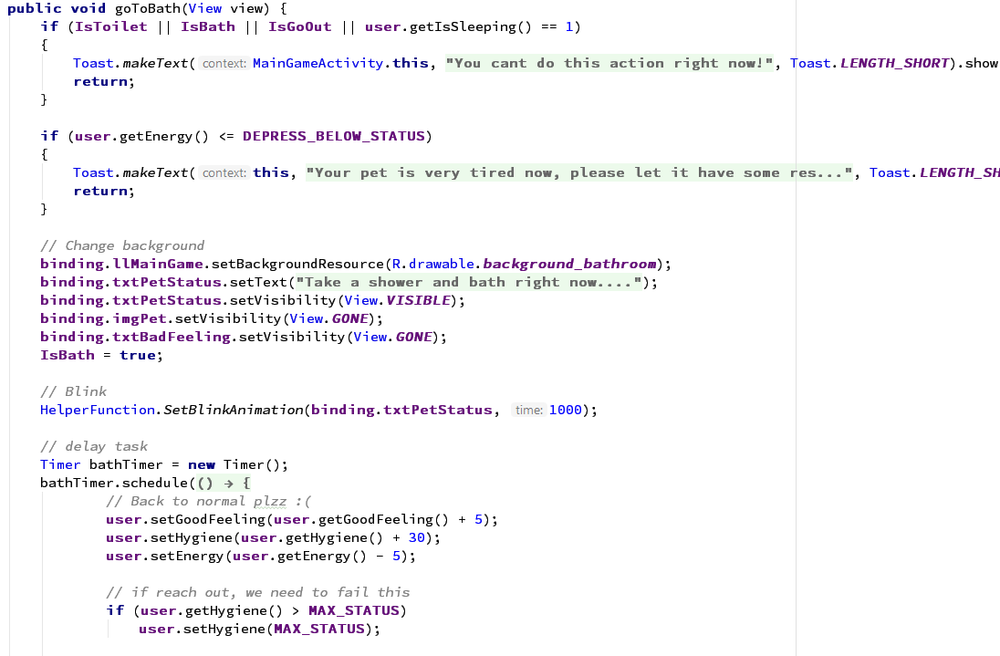 public void goToBath(View view) {
if (IsToilet || IsBath || IsGoOut || user.getIsSleeping() == 1)
{
Toast.makeText( context: MainGameActivity.this, "You cant do this action right now!", Toast.LENGTH_SHORT).show
return;
}
if (user.getEnergy() <= DEPRESS_BELOW_STATUS)
{
Toast.makeText( context: this, "Your pet is very tired now, please let it have some res...", Toast.LENGTH_SH
return;
}
// Change background
binding.llMainGame.setBackgroundResource(R.drawable.background_bathroom);
binding.txtPetStatus.setText("Take a shower and bath right now....");
binding.txtPetStatus.setVisibility(View.VISIBLE);
binding.imgPet.setVisibility(View.GONE);
binding.txtBadFeeling.setVisibility(View.GONE);
IsBath = true;
// Blink
HelperFunction.SetBlinkAnimation(binding.txtPetStatus, time: 1000);
// delay task
Timer bathTimer = new Timer();
bathTimer.schedule(() → {
// Back to normal plzz :(
user.setGoodFeeling(user.getGoodFeeling() + 5);
user.setHygiene(user.getHygiene() + 30);
user.setEnergy(user.getEnergy() - 5);
// if reach out, we need to fail this
if (user.getHygiene() > MAX_STATUS)
user.setHygiene(MAX_STATUS);